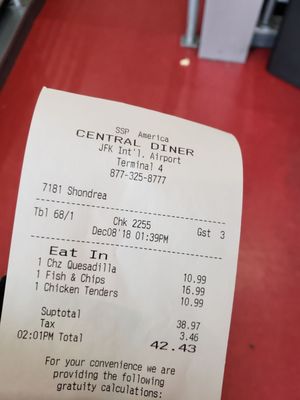 SSP America
CENTRAL DINER
JFK Int'l. Airport
Terminal 4
877-325-8777
7181 Shondrea
Tbl 68/1 Chk 2255 Gst 3
Dec08'18 01:39PM
Eat In
1 Chz Quesadilla 10.99
1 Fish & Chips 16.99
1 Chicken Tenders 10.99
Suptotal 38.97
Tax 3.46
02:01PM Total 42.43
For your convenience we are
providing the following
gratuity calculations: